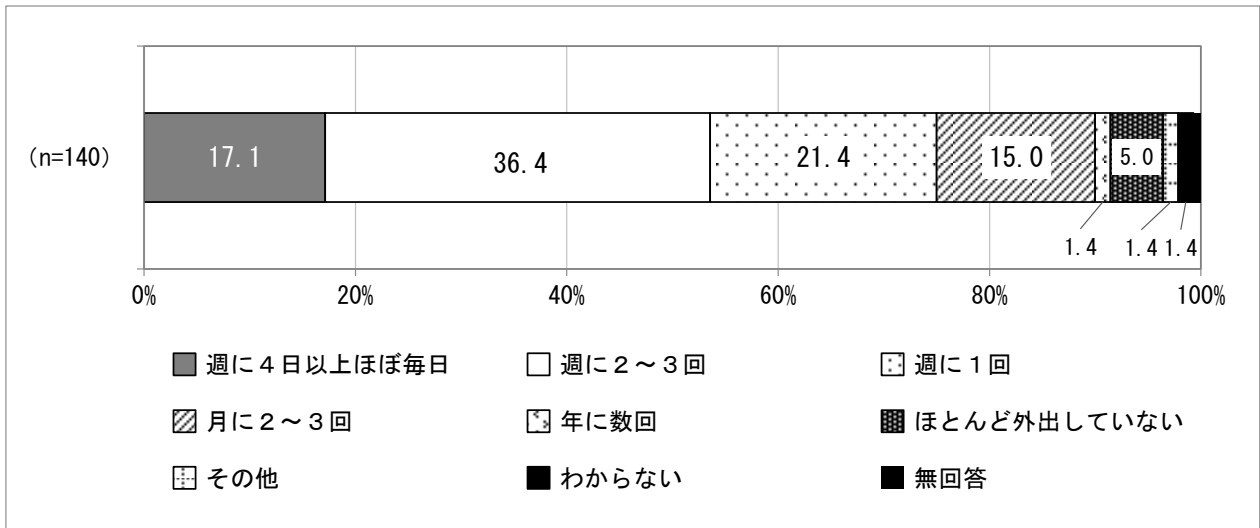 (n=140)
17.1
36.4
21.4
15.0
5.0
1.4
1.4
1.4
0%
20%
40%
60%
80%
100%
週に４日以上ほぼ毎日
週に２～３回
週に１回
月に２～３回
年に数回
ほとんど外出していない
その他
わからない
無回答